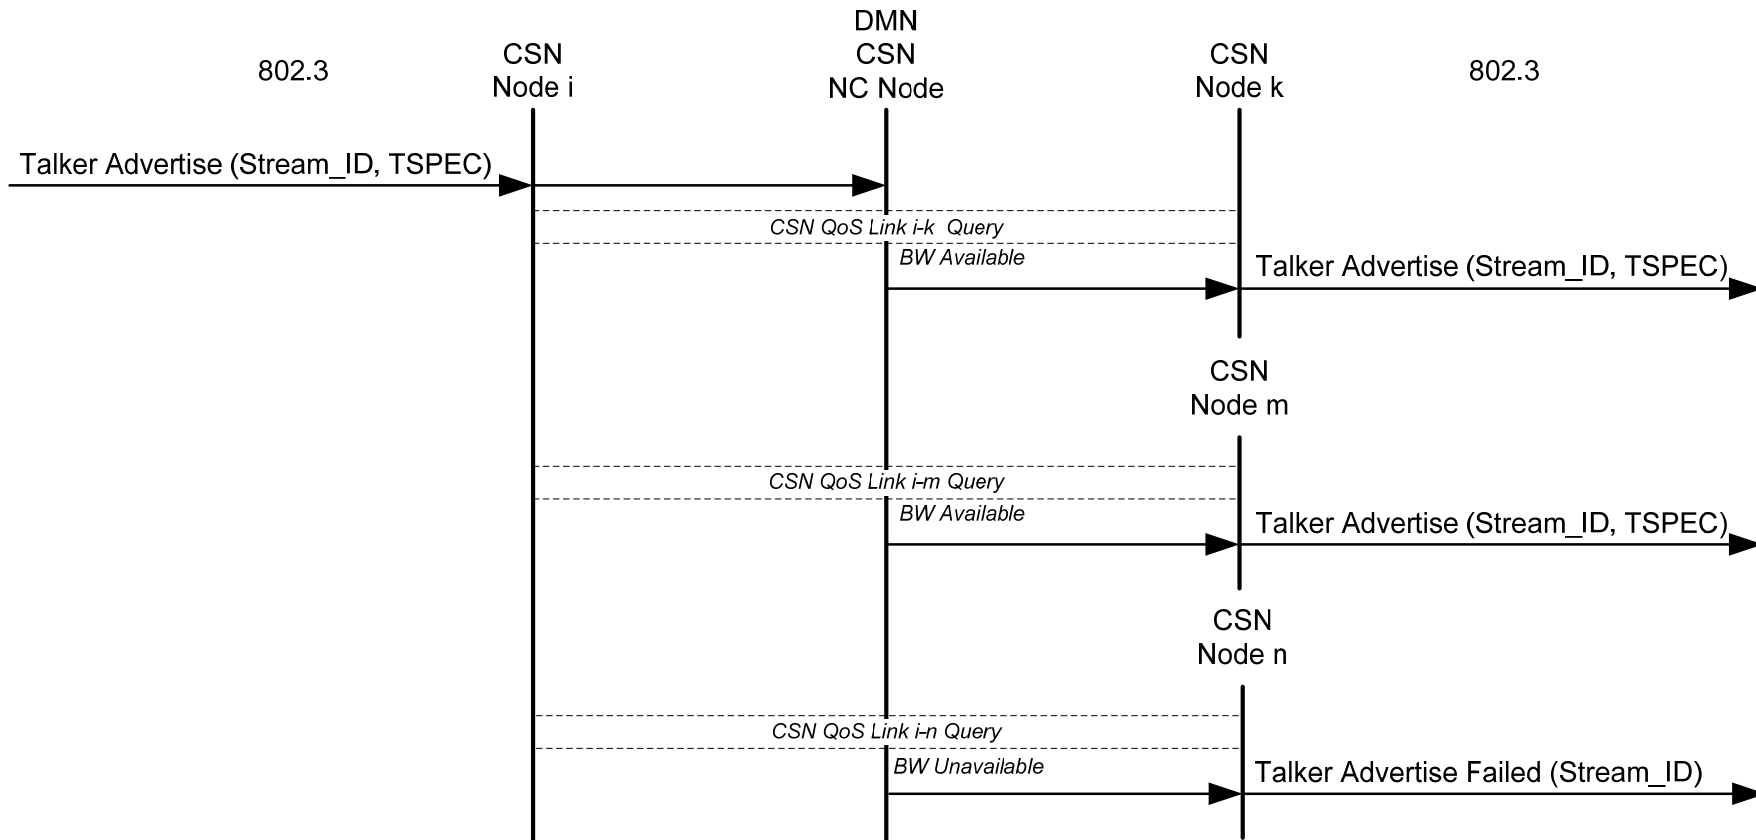 DMN
CSN
CSN
CSN
802.3
802.3
Node i
NC Node
Node k
Talker Advertise (Stream_ID, TSPEC)
CSN QoS Link i-k Query
BW Available
Talker Advertise (Stream_ID, TSPEC)
CSN
Node m
CSN QoS Link i-m Query
BW Available
Talker Advertise (Stream_ID, TSPEC)
CSN
Node n
CSN QoS Link i-n Query
BW Unavailable
Talker Advertise Failed (Stream_ID)